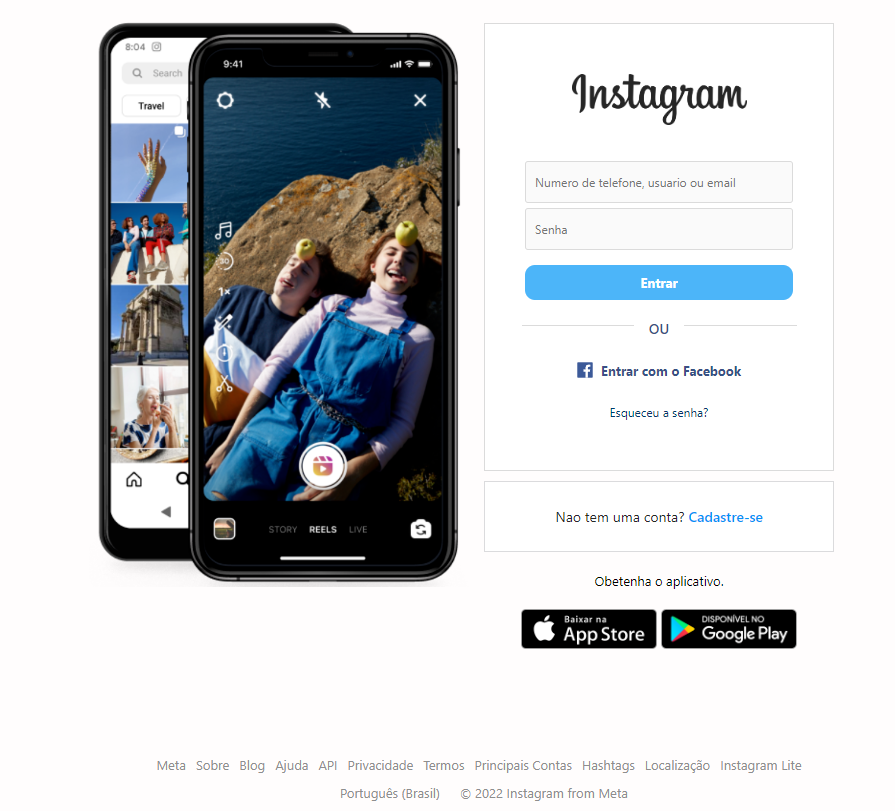 8:04
Search
Travel
9:41
30
1x
STORY REELS LIVE
Instagram
Numero de telefone, usuario ou email
Senha
Entrar
OU
Entrar com o Facebook
Esqueceu a senha?
Nao tem uma conta? Cadastre-se
Obetenha o aplicativo.
Baixar na
App Store
DISPONÍVEL NO
Google Play
Meta Sobre Blog Ajuda API Privacidade Termos Principais Contas Hashtags Localização Instagram Lite
Português (Brasil) © 2022 Instagram from Meta